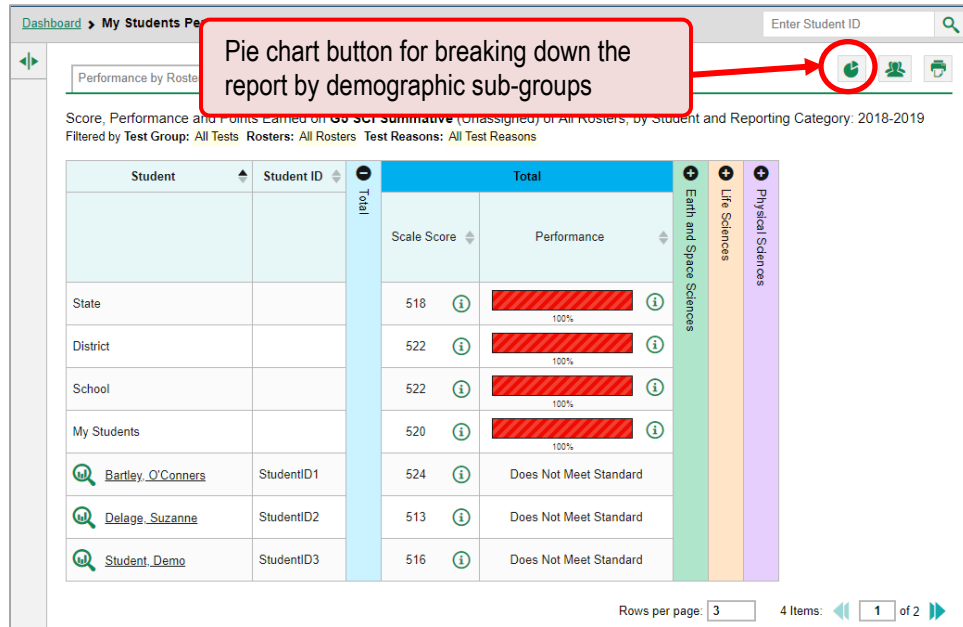 Dashboard > My Students Pe
Enter Student ID
Pie chart button for breaking down the
report by demographic sub-groups
Performance by Roste
Score, Performance and Points Earned on G5 SCI Summative (Unassigned) of All Rosters, by Student and Reporting Category: 2018-2019
Filtered by Test Group: All Tests Rosters: All Rosters Test Reasons: All Test Reasons
Student Student ID Total Total Earth and Space Sciences Life Sciences Physical Sciences
Scale Score Performance
State 518 100%
District 522 100%
School 522 100%
My Students 520 100%
Bartley, O'Conners StudentID1 524 Does Not Meet Standard
Delage, Suzanne StudentID2 513 Does Not Meet Standard
Student, Demo StudentID3 516 Does Not Meet Standard
Rows per page: 3 4 Items: 1 of 2